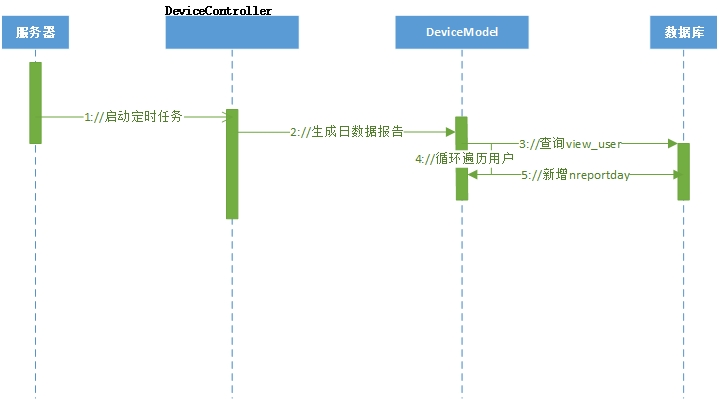 DeviceController
服务器
DeviceModel
数据库
1://启动定时任务
2://生成日数据报告
3://查询view_user
4://循环遍历用户
5://新增nreportday